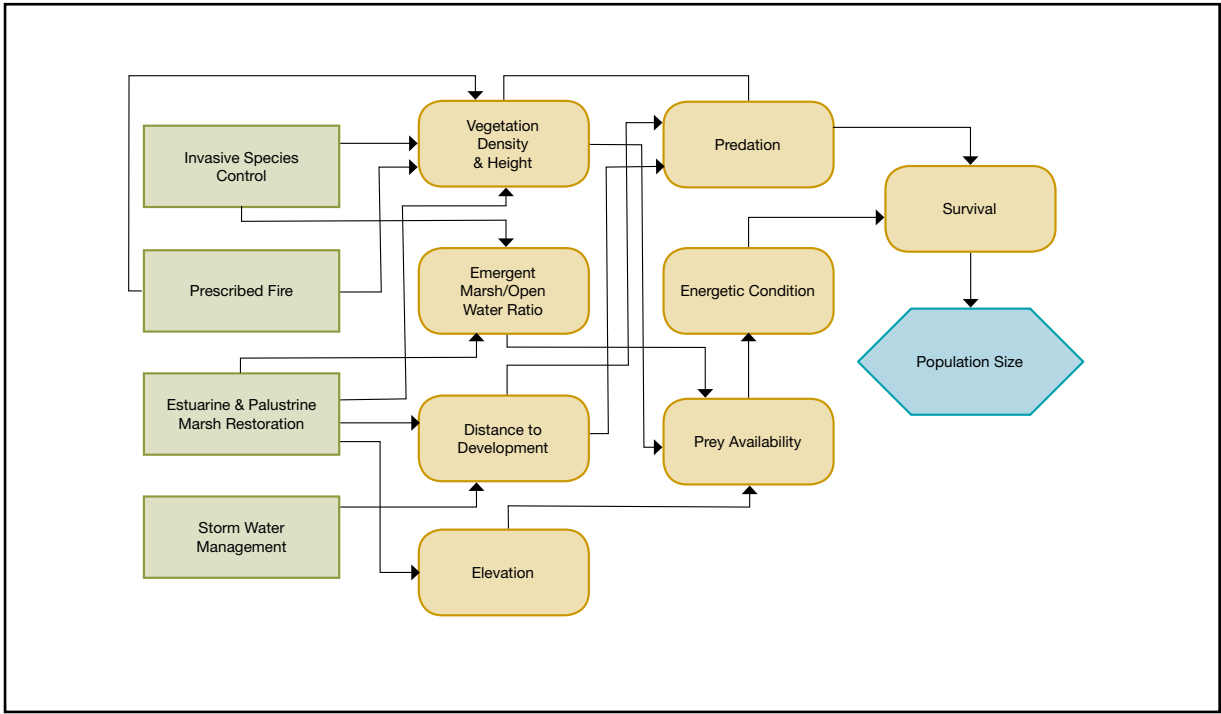 Invasive Species
Control
Prescribed Fire
Estuarine & Palustrine
Marsh Restoration
Storm Water
Management
Vegetation
Density
& Height
Emergent
Marsh/Open
Water Ratio
Distance to
Development
Elevation
Predation
Energetic Condition
Prey Availability
Survival
Population Size